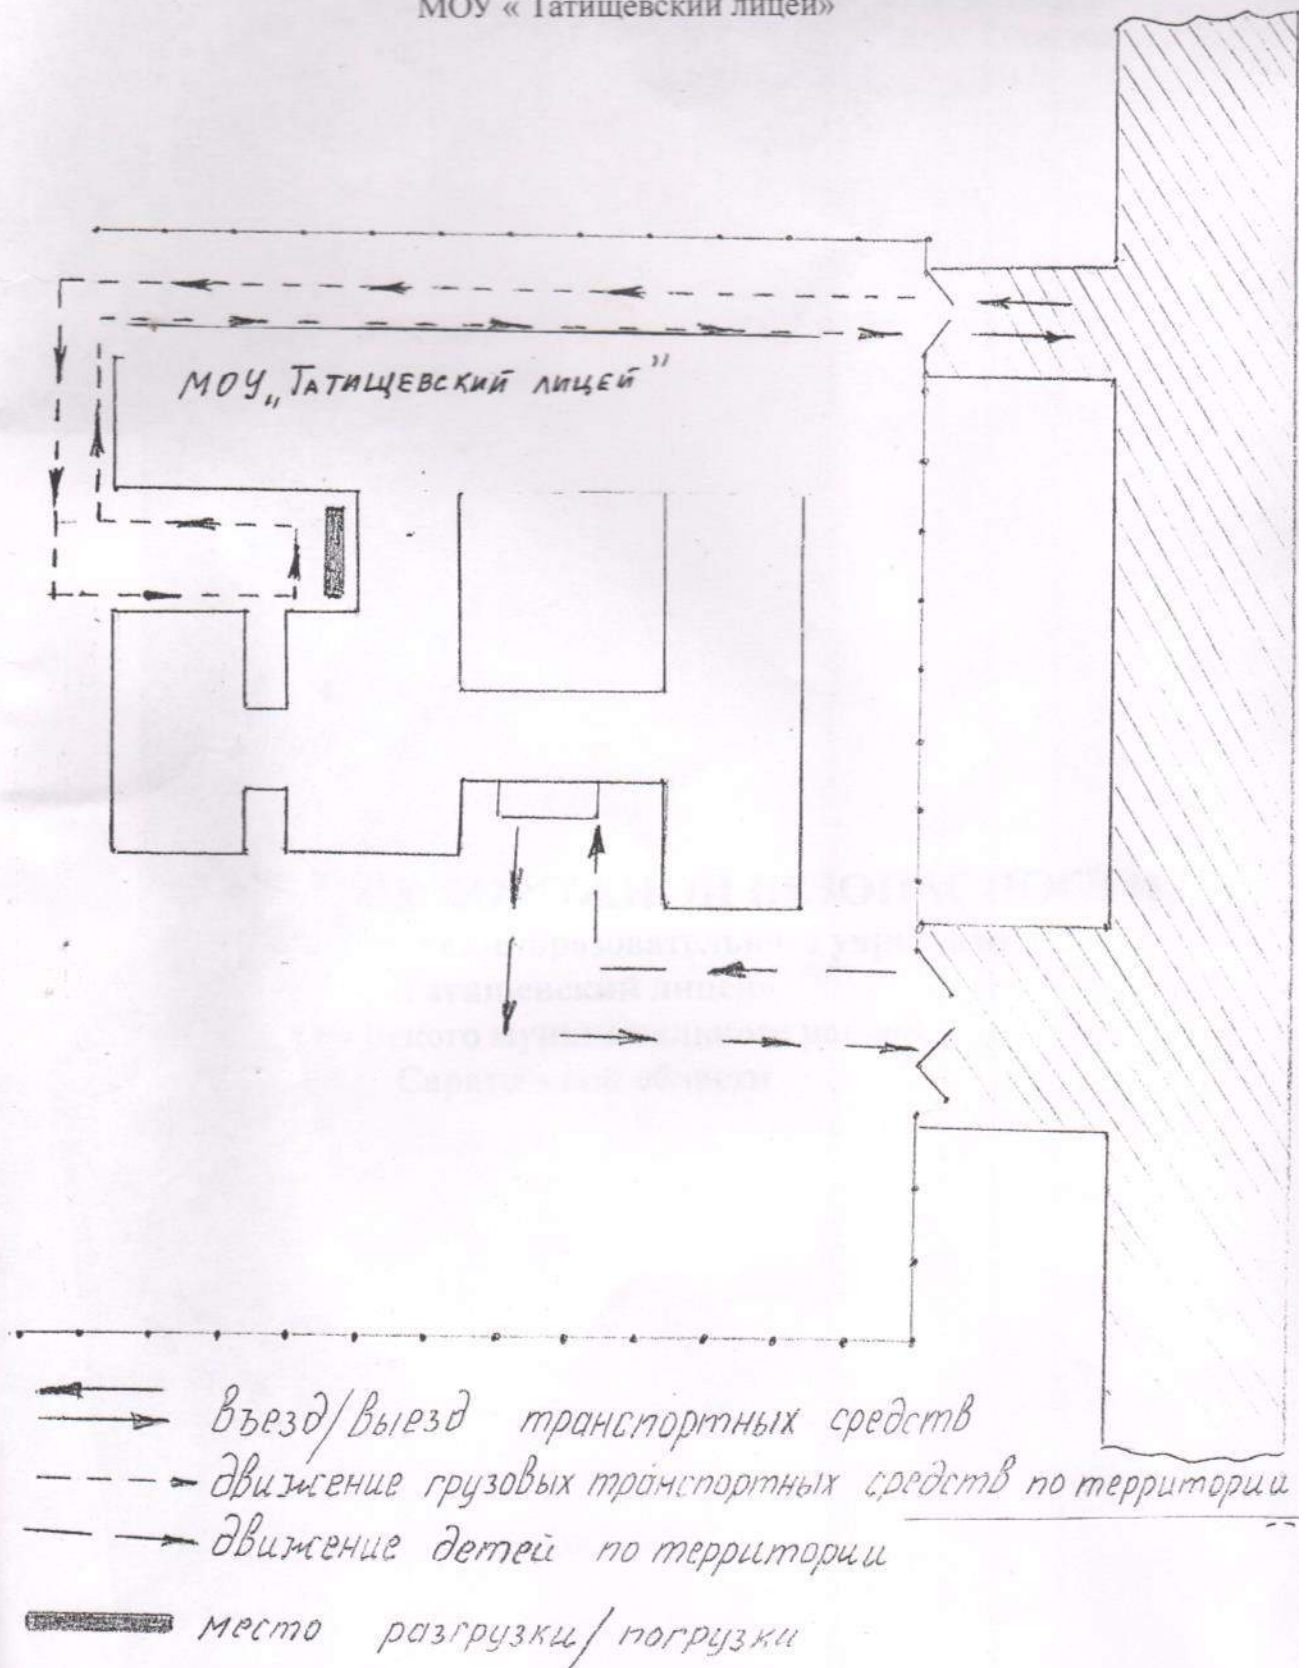 МОУ « Татищевский лицей»
МОУ „Татищевский лицей”
въезд/выезд транспортных средств
движение грузовых транспортных средств по территории
движение детей по территории
место разгрузки/погрузки